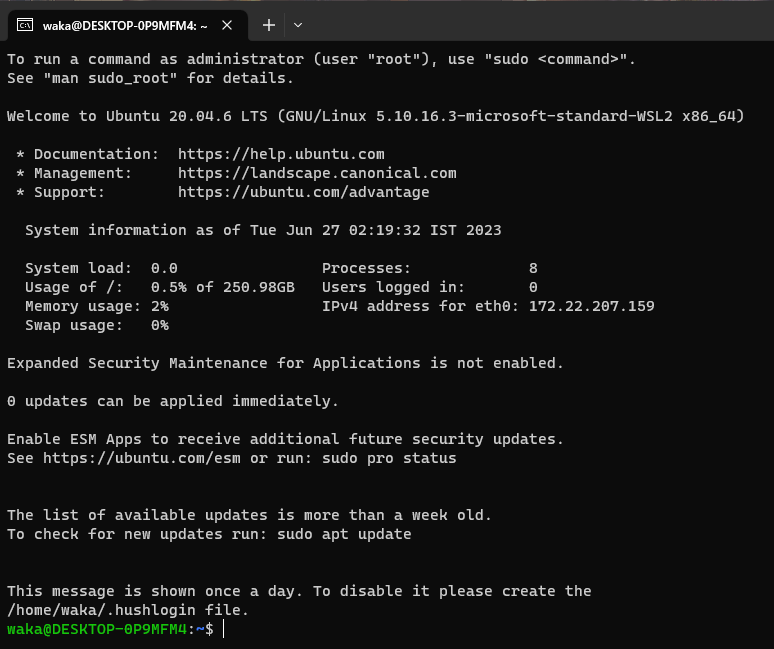 waka@DESKTOP-0P9MFM4: ~
To run a command as administrator (user "root"), use "sudo <command>".
See "man sudo_root" for details.
Welcome to Ubuntu 20.04.6 LTS (GNU/Linux 5.10.16.3-microsoft-standard-WSL2 x86_64)
* Documentation:  https://help.ubuntu.com
* Management:     https://landscape.canonical.com
* Support:        https://ubuntu.com/advantage
System information as of Tue Jun 27 02:19:32 IST 2023
System load:  0.0                Processes:             8
Usage of /:   0.5% of 250.98GB   Users logged in:       0
Memory usage: 2%                 IPv4 address for eth0: 172.22.207.159
Swap usage:   0%
Expanded Security Maintenance for Applications is not enabled.
0 updates can be applied immediately.
Enable ESM Apps to receive additional future security updates.
See https://ubuntu.com/esm or run: sudo pro status
The list of available updates is more than a week old.
To check for new updates run: sudo apt update
This message is shown once a day. To disable it please create the
/home/waka/.hushlogin file.
waka@DESKTOP-0P9MFM4:~$